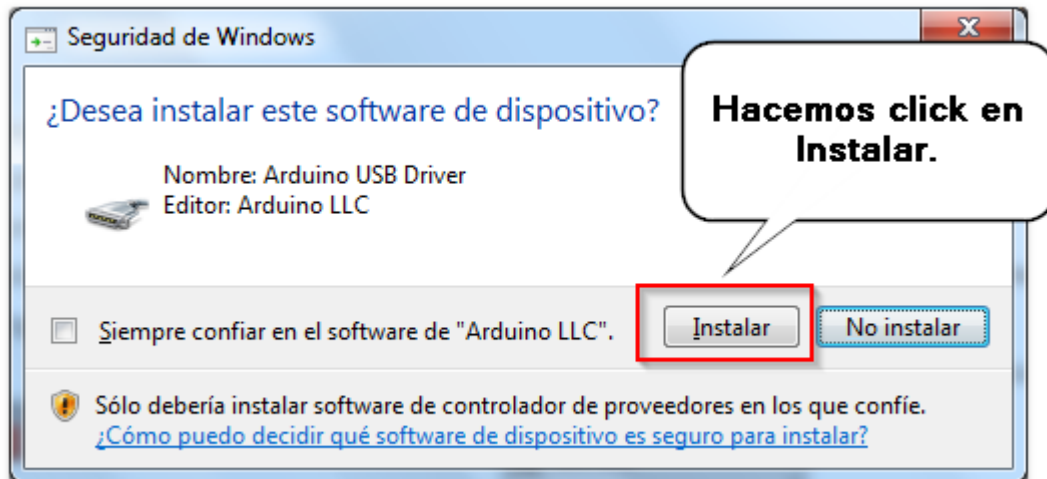 Seguridad de Windows
¿Desea instalar este software de dispositivo?
Hacemos click en
Instalar.
Nombre: Arduino USB Driver
Editor: Arduino LLC
Siempre confiar en el software de "Arduino LLC".
Instalar
No instalar
Sólo debería instalar software de controlador de proveedores en los que confíe.
¿Cómo puedo decidir qué software de dispositivo es seguro para instalar?